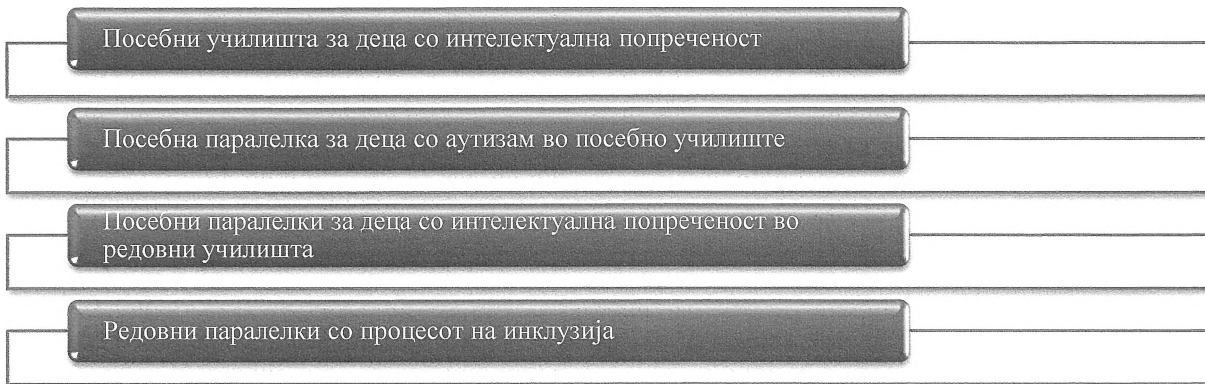 Посебни училишта за деца со интелектуална попреченост
Посебна паралелка за деца со аутизам во посебно училиште
Посебни паралелки за деца со интелектуална попреченост во
редовни училишта
Редовни паралелки со процесот на инклузија